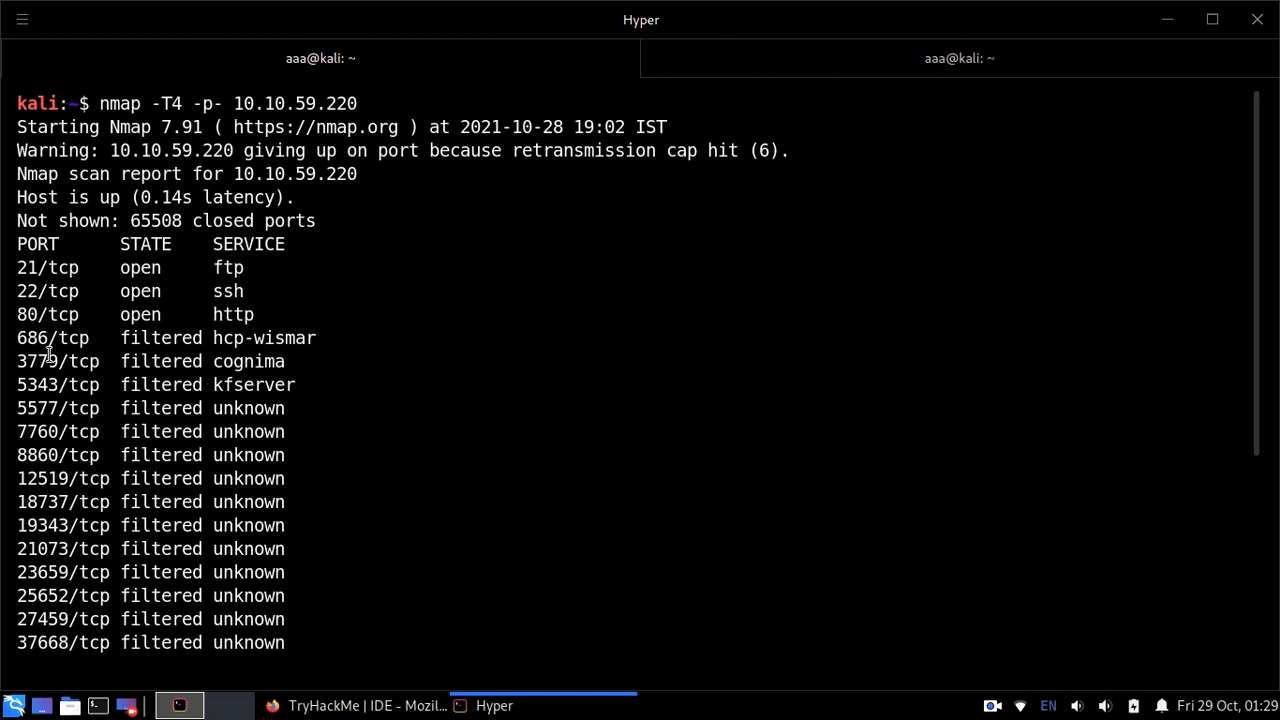 Hyper
aaa@kali: ~
aaa@kali: ~
kali:~$ nmap -T4 -p- 10.10.59.220
Starting Nmap 7.91 ( https://nmap.org ) at 2021-10-28 19:02 IST
Warning: 10.10.59.220 giving up on port because retransmission cap hit (6).
Nmap scan report for 10.10.59.220
Host is up (0.14s latency).
Not shown: 65508 closed ports
PORT      STATE    SERVICE
21/tcp    open     ftp
22/tcp    open     ssh
80/tcp    open     http
686/tcp   filtered hcp-wismar
3779/tcp  filtered cognima
5343/tcp  filtered kfserver
5577/tcp  filtered unknown
7760/tcp  filtered unknown
8860/tcp  filtered unknown
12519/tcp filtered unknown
18737/tcp filtered unknown
19343/tcp filtered unknown
21073/tcp filtered unknown
23659/tcp filtered unknown
25652/tcp filtered unknown
27459/tcp filtered unknown
37668/tcp filtered unknown
TryHackMe | IDE - Mozil...
Hyper
EN
Fri 29 Oct, 01:29